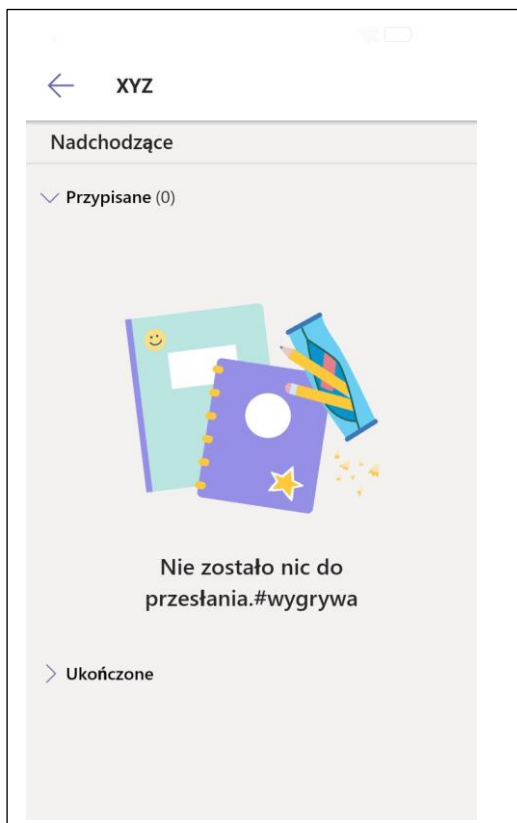 XYZ
Nadchodzące
Przypisane (0)
Nie zostało nic do
przesłania.#wygrywa
Ukończone